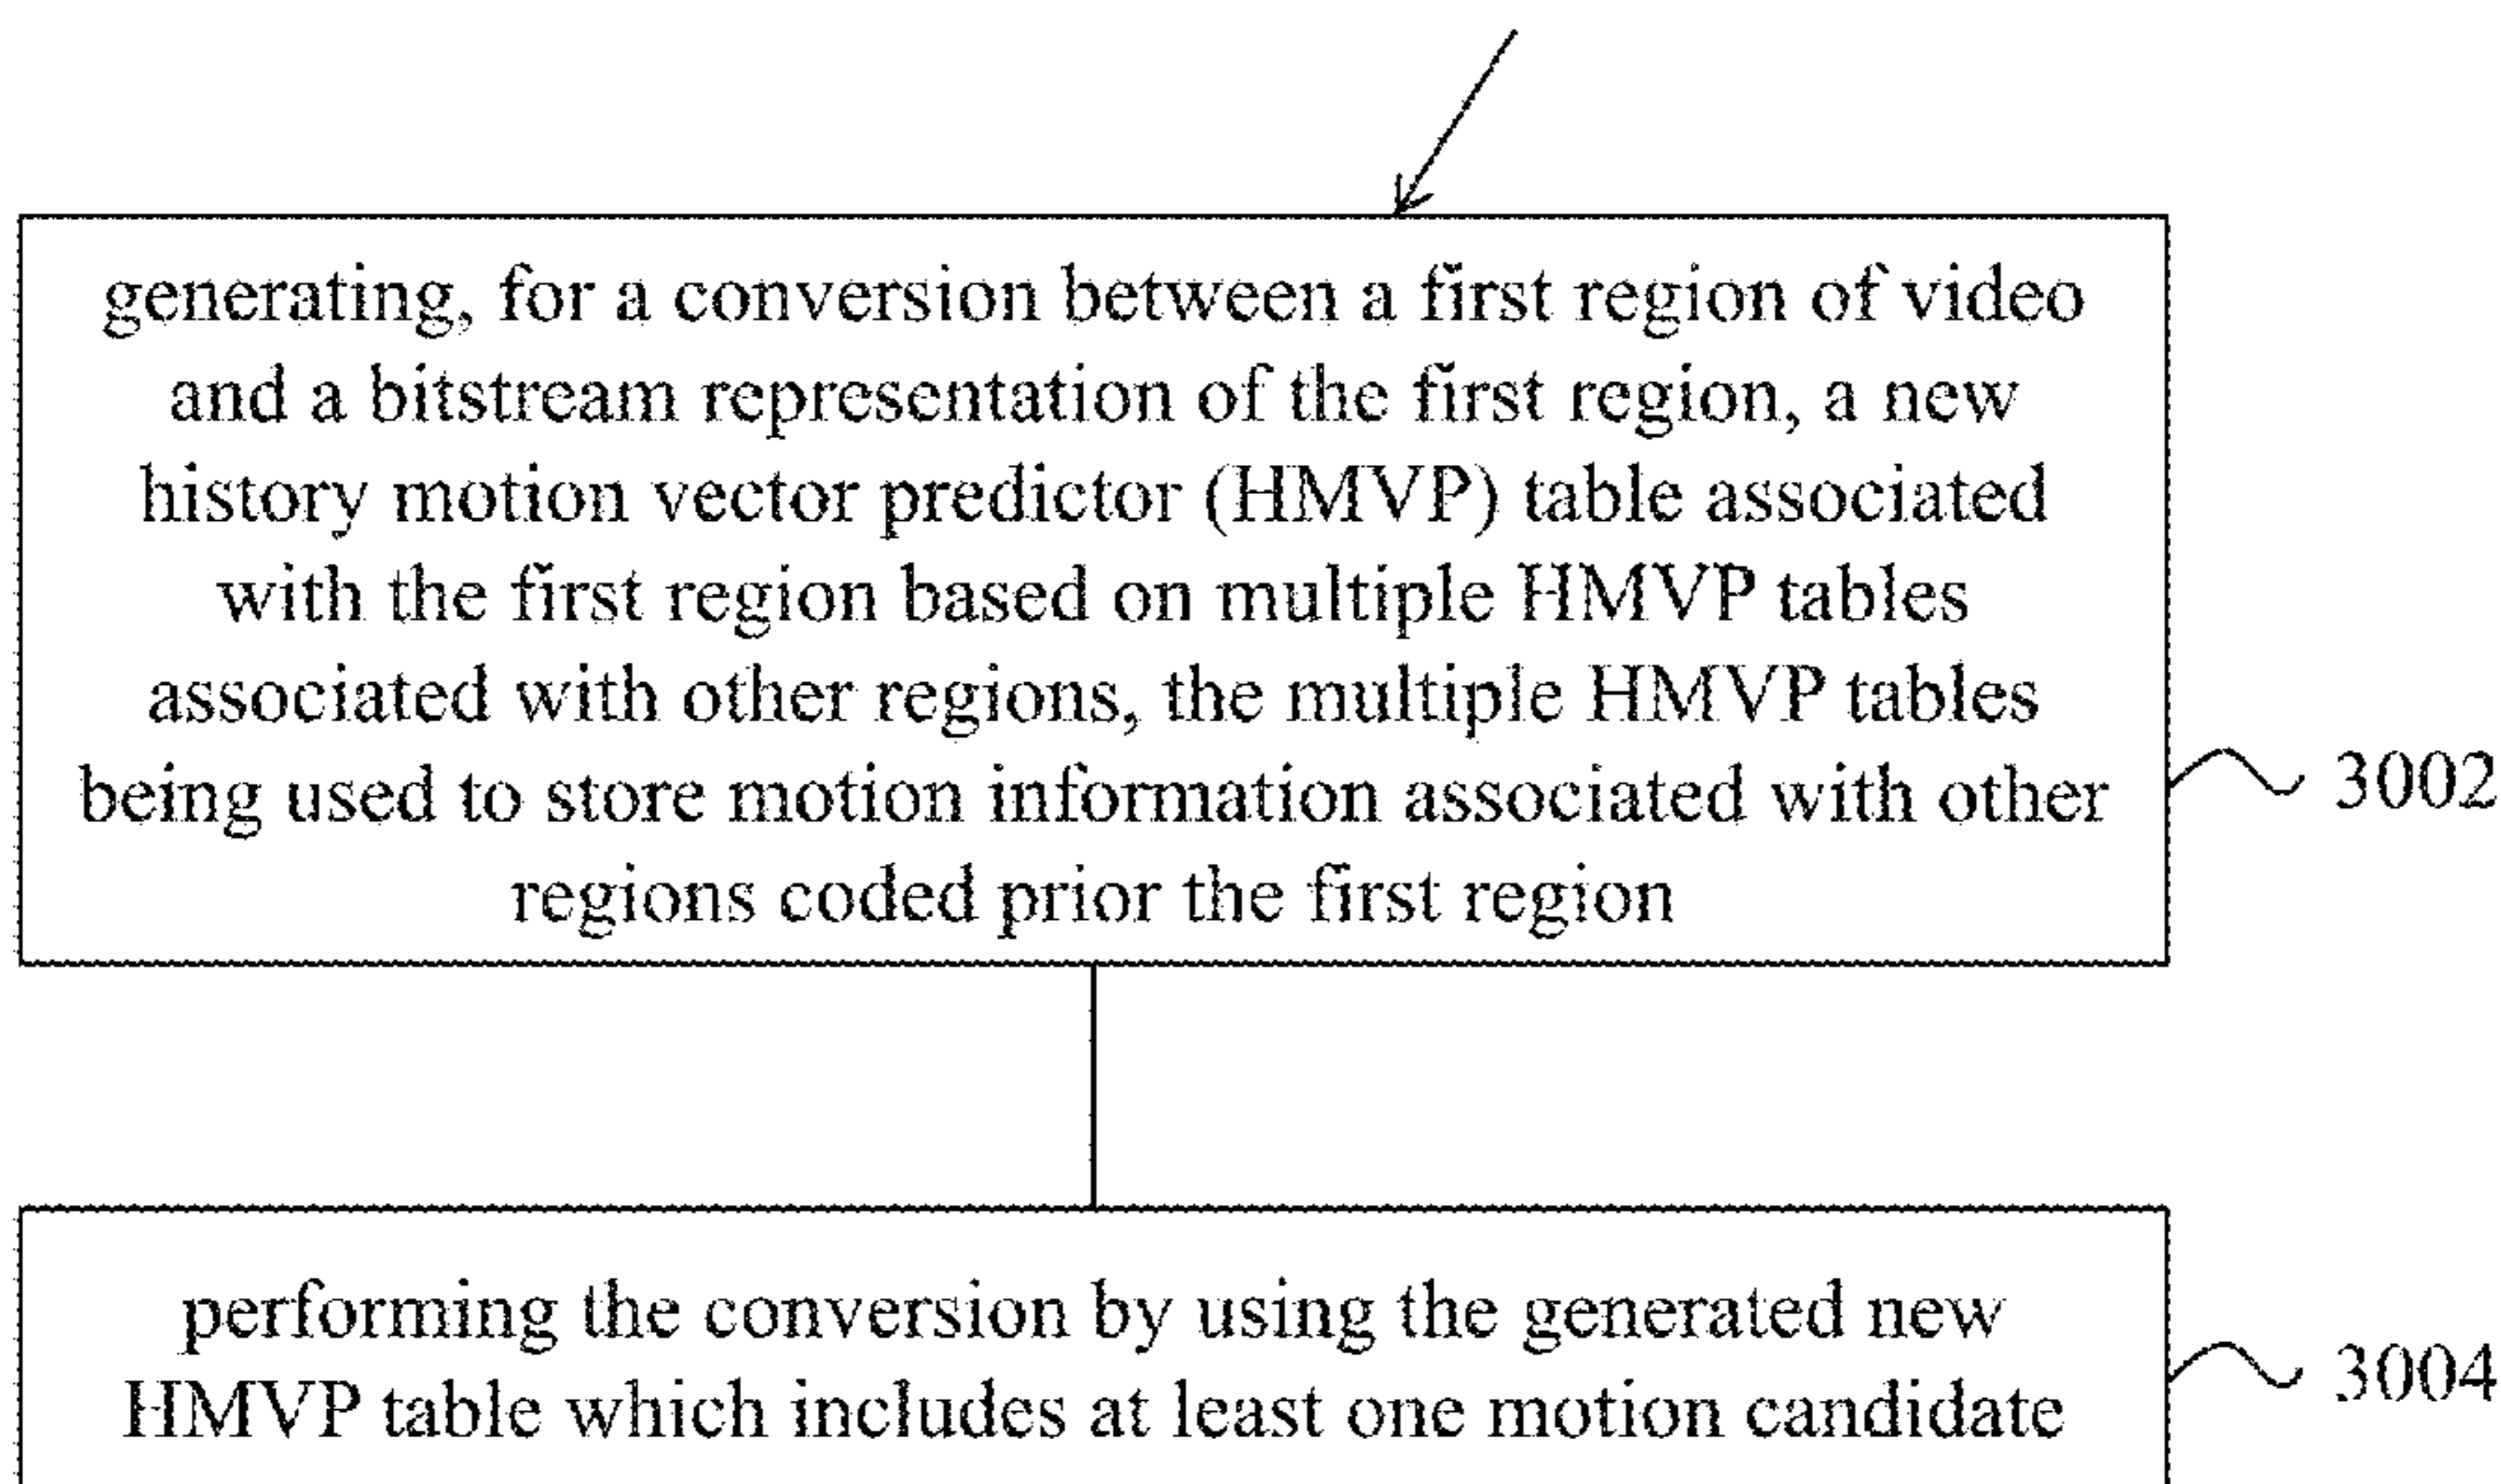 generating, for a conversion between a first region of video
and a bitstream representation of the first region, a new
history motion vector predictor (HMVP) table associated
with the first region based on multiple HMVP tables
associated with other regions, the multiple HMVP tables
being used to store motion information associated with other
regions coded prior the first region
3002
performing the conversion by using the generated new
HMVP table which includes at least one motion candidate
3004